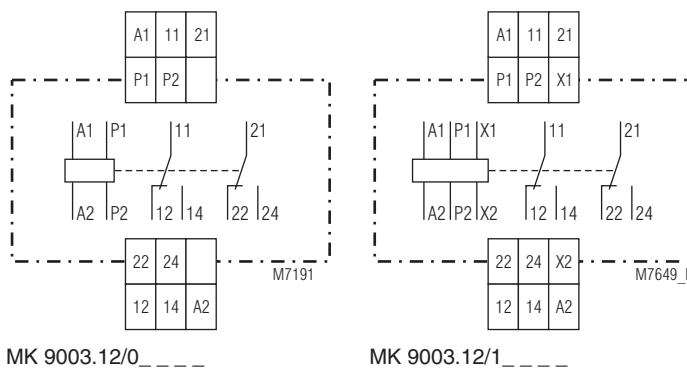 A1 11 21 A1 11 21
P1 P2 P1 P2 X1
A1 P1 11 21 A1 P1 X1 11 21
A2 P2 12 14 22 24 A2 P2 X2 12 14 22 24
22 24 22 24 X2
M7191 M7649_
12 14 A2 12 14 A2
MK 9003.12/0_ _ _ _ MK 9003.12/1_ _ _ _